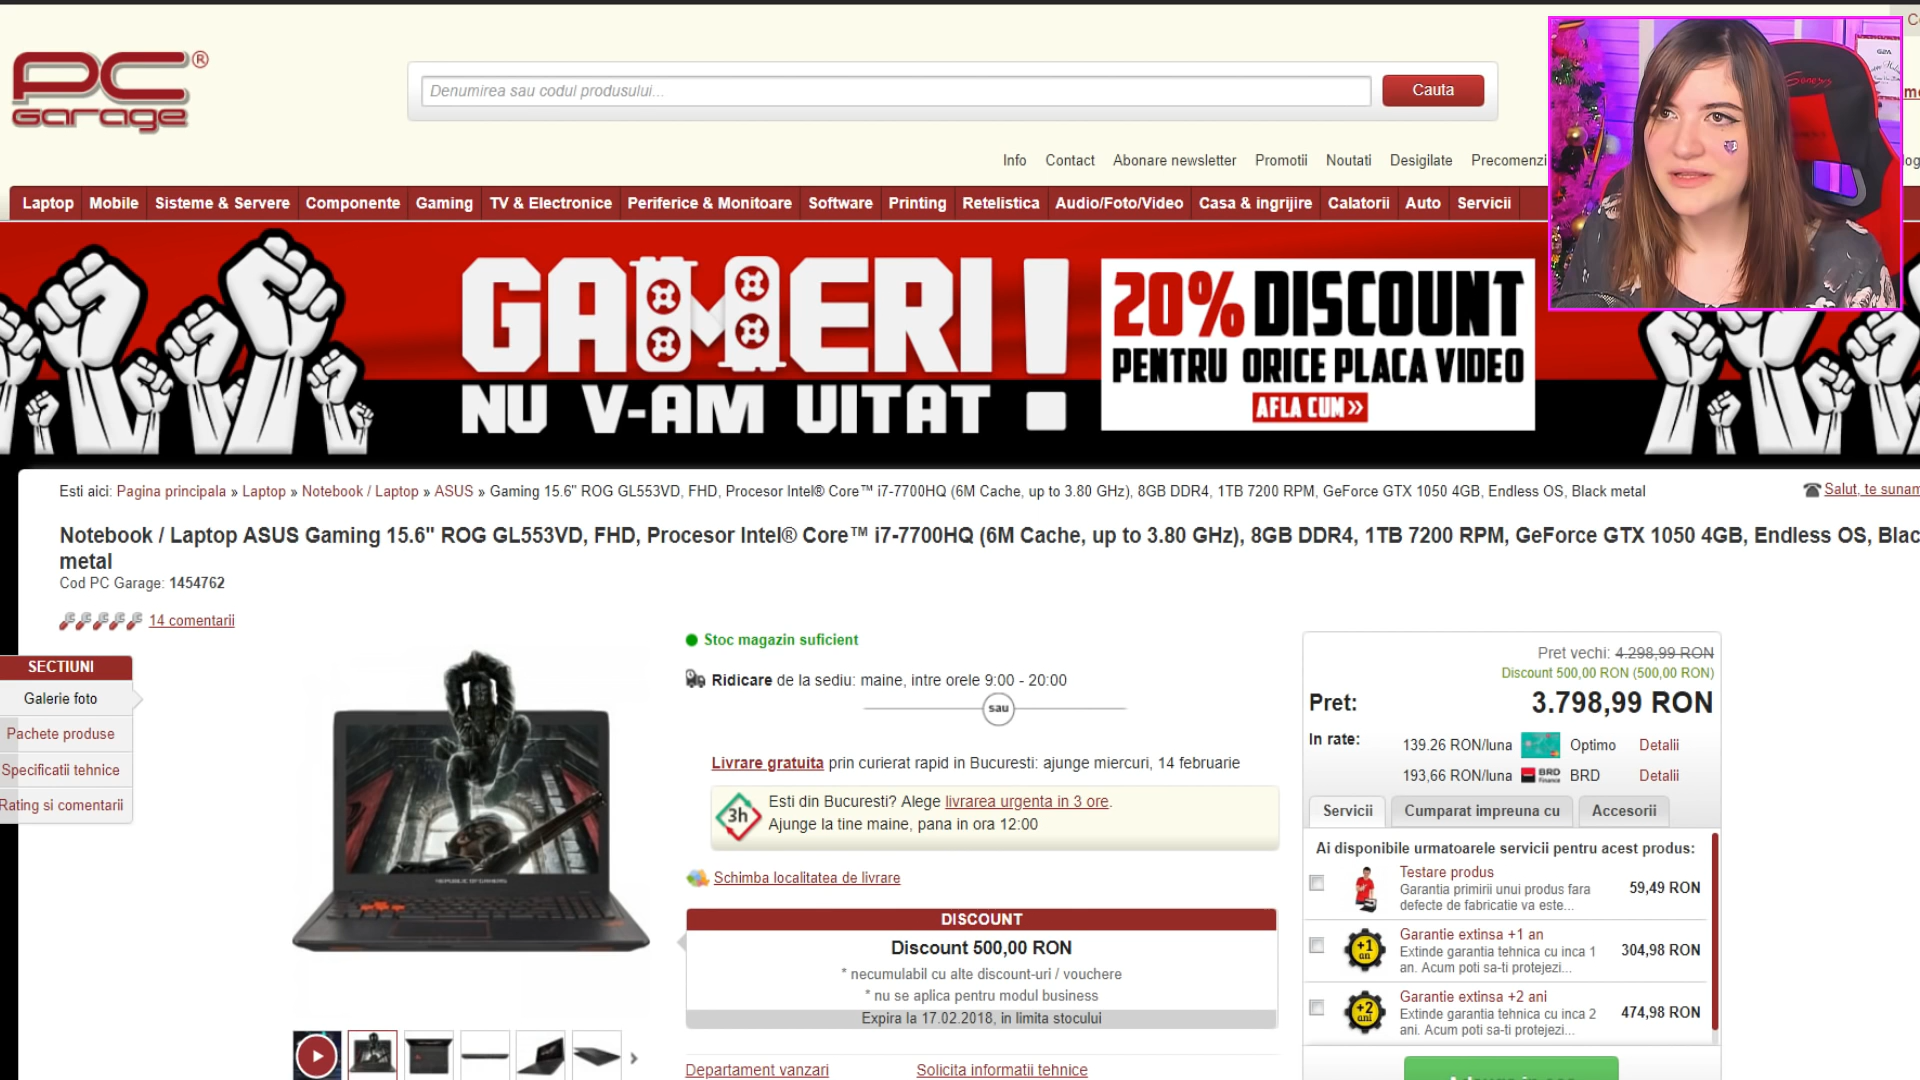 PC Garage ®
Denumirea sau codul produsului...
Cauta
Info Contact Abonare newsletter Promotii Noutati Desigilate Precomenzi
Laptop Mobile Sisteme & Servere Componente Gaming TV & Electronice Periferice & Monitoare Software Printing Retelistica Audio/Foto/Video Casa & ingrijire Calatorii Auto Servicii
GAMERI!
NU V-AM UITAT
20% DISCOUNT
PENTRU ORICE PLACA VIDEO
AFLA CUM»
Genesis
G2A
Esti aici: Pagina principala » Laptop » Notebook / Laptop » ASUS » Gaming 15.6" ROG GL553VD, FHD, Procesor Intel® Core™ i7-7700HQ (6M Cache, up to 3.80 GHz), 8GB DDR4, 1TB 7200 RPM, GeForce GTX 1050 4GB, Endless OS, Black metal
Salut, te sunam
Notebook / Laptop ASUS Gaming 15.6" ROG GL553VD, FHD, Procesor Intel® Core™ i7-7700HQ (6M Cache, up to 3.80 GHz), 8GB DDR4, 1TB 7200 RPM, GeForce GTX 1050 4GB, Endless OS, Blac
metal
Cod PC Garage: 1454762
14 comentarii
SECTIUNI
Galerie foto
Pachete produse
Specificatii tehnice
Rating si comentarii
REPUBLIC OF GAMERS
Stoc magazin suficient
Ridicare de la sediu: maine, intre orele 9:00 - 20:00
sau
Livrare gratuita prin curierat rapid in Bucuresti: ajunge miercuri, 14 februarie
3h
Esti din Bucuresti? Alege livrarea urgenta in 3 ore.
Ajunge la tine maine, pana in ora 12:00
Schimba localitatea de livrare
DISCOUNT
Discount 500,00 RON
* necumulabil cu alte discount-uri / vouchere
* nu se aplica pentru modul business
Expira la 17.02.2018, in limita stocului
Departament vanzari Solicita informatii tehnice
Pret vechi: 4.298,99 RON
Discount 500,00 RON (500,00 RON)
Pret: 3.798,99 RON
In rate: 139.26 RON/luna Optimo Detalii
193,66 RON/luna BRD Finance BRD Detalii
Servicii Cumparat impreuna cu Accesorii
Ai disponibile urmatoarele servicii pentru acest produs:
Testare produs
Garantia primirii unui produs fara
defecte de fabricatie va este...
59,49 RON
+1 an
Garantie extinsa +1 an
Extinde garantia tehnica cu inca 1
an. Acum poti sa-ti protejezi...
304,98 RON
+2 ani
Garantie extinsa +2 ani
Extinde garantia tehnica cu inca 2
ani. Acum poti sa-ti protejezi...
474,98 RON